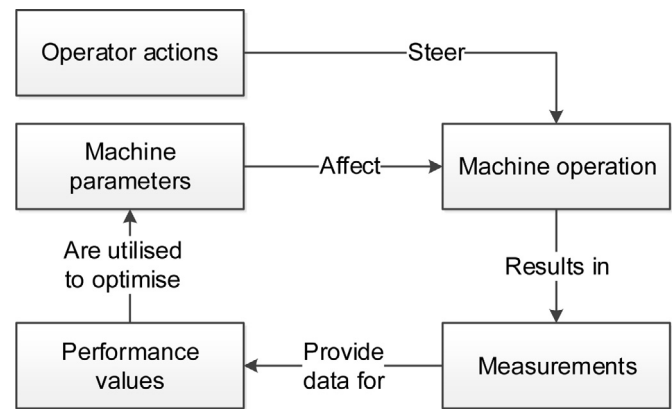 Operator actions
Steer
Machine
parameters
Affect
Machine operation
Are utilised
to optimise
Results in
Performance
values
Provide
data for
Measurements